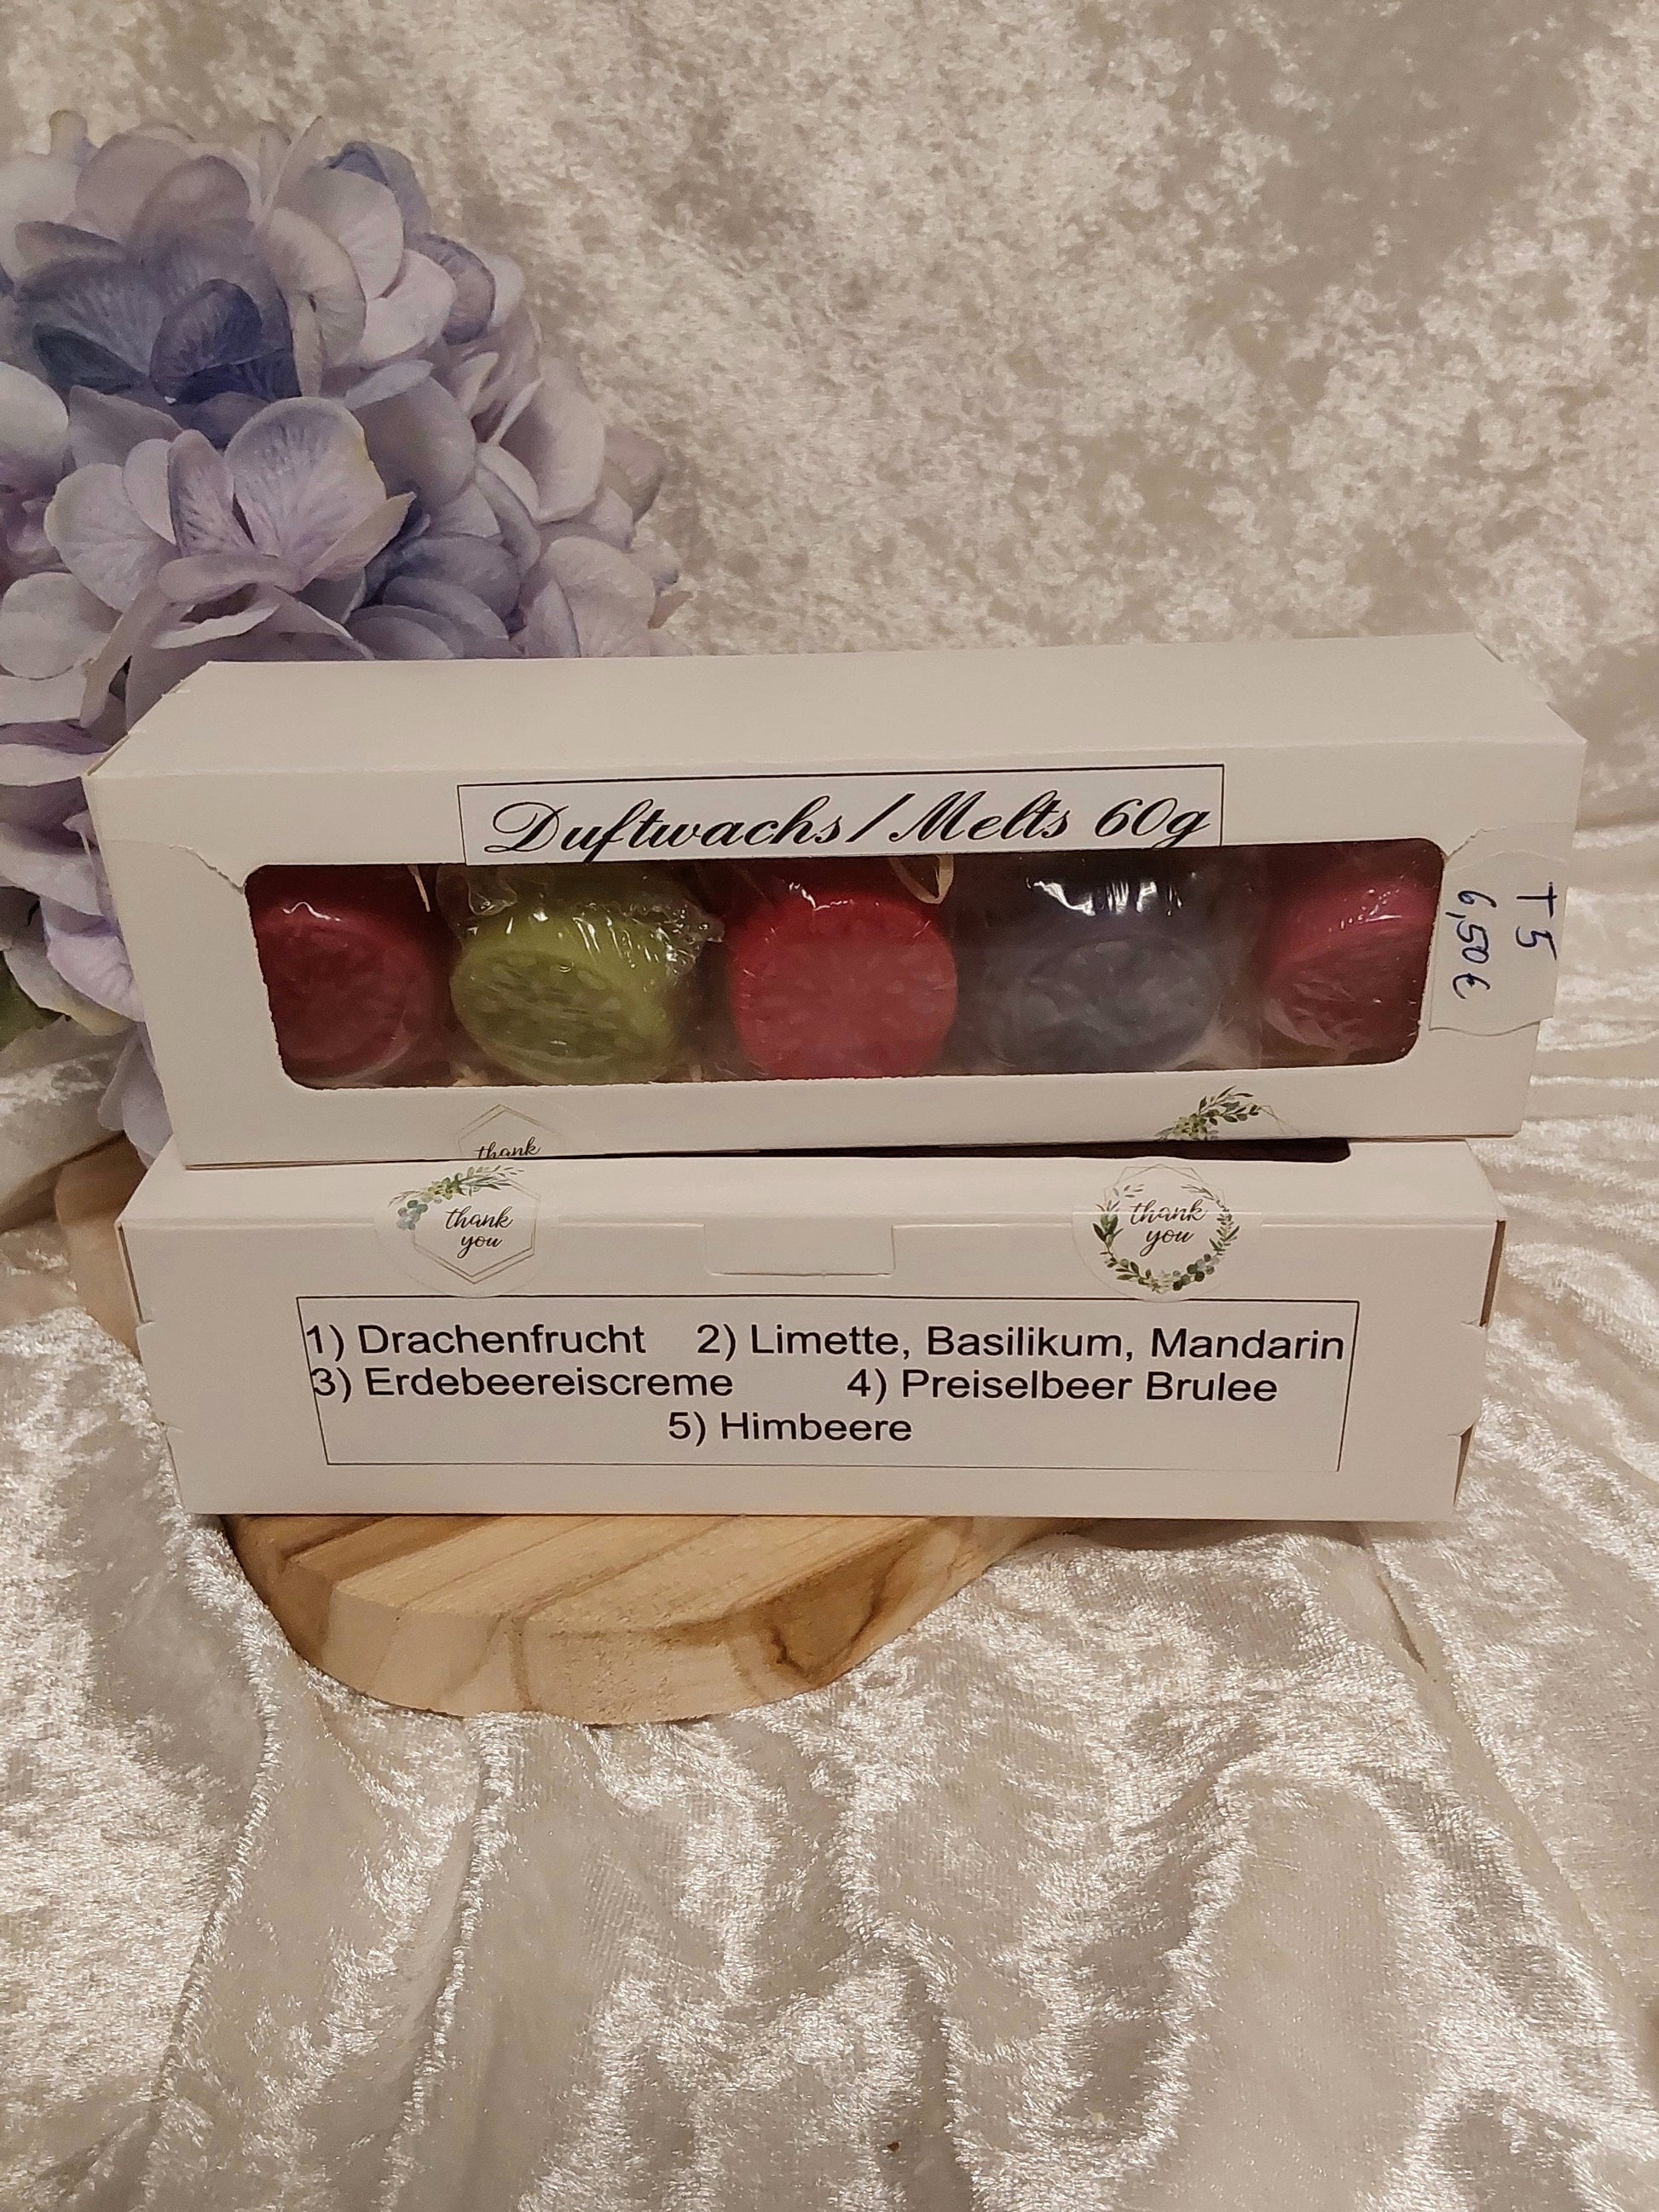 Duftwachs/Melts 60g
T5
6,50€
thank
thank
you
thank
you
1) Drachenfrucht 2) Limette, Basilikum, Mandarin
3) Erdebeereiscreme 4) Preiselbeer Brulee
5) Himbeere